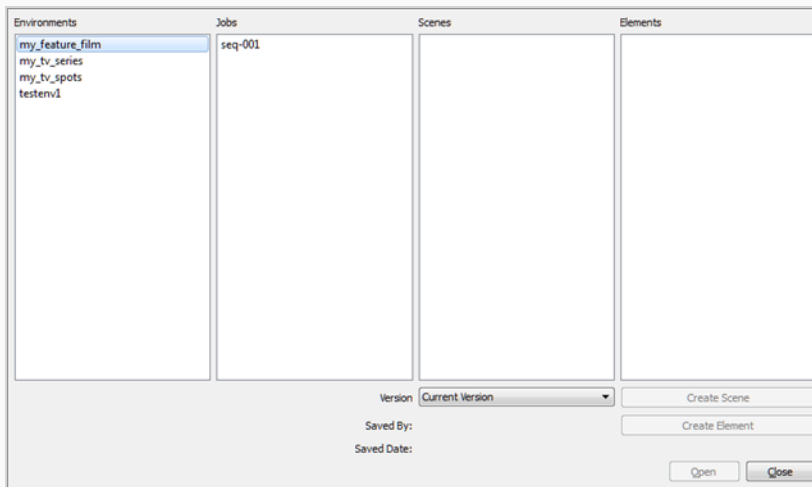 Environments Jobs Scenes Elements
my_feature_film seq-001
my_tv_series
my_tv_spots
testenv1
Version Current Version Create Scene
Saved By: Create Element
Saved Date:
Open Close